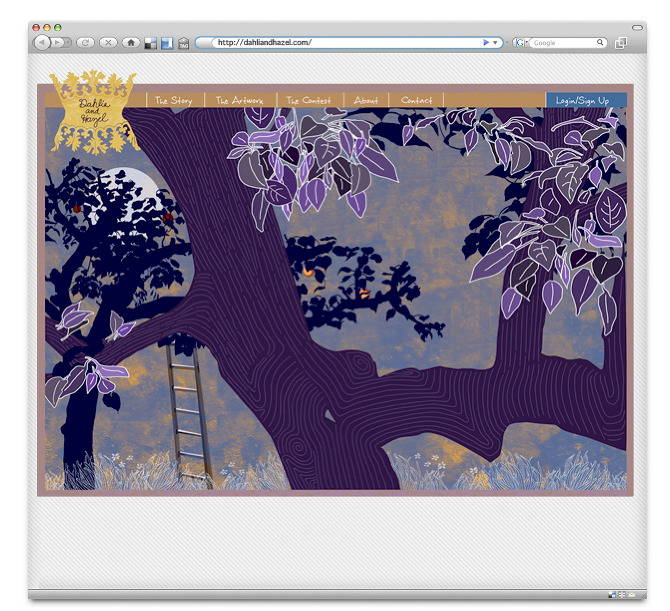 http://dahliandhazel.com/
Google
Dahlia
and
Hazel
The Story
The Artwork
The Contest
About
Contact
Login/Sign Up